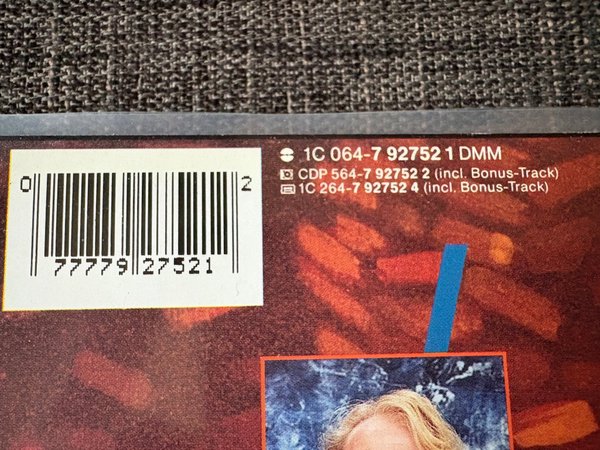 1C 064-7 92752 1 DMM
CDP 564-7 92752 2 (incl. Bonus-Track)
1C 264-7 92752 4 (incl. Bonus-Track)
0 77779 27521 2